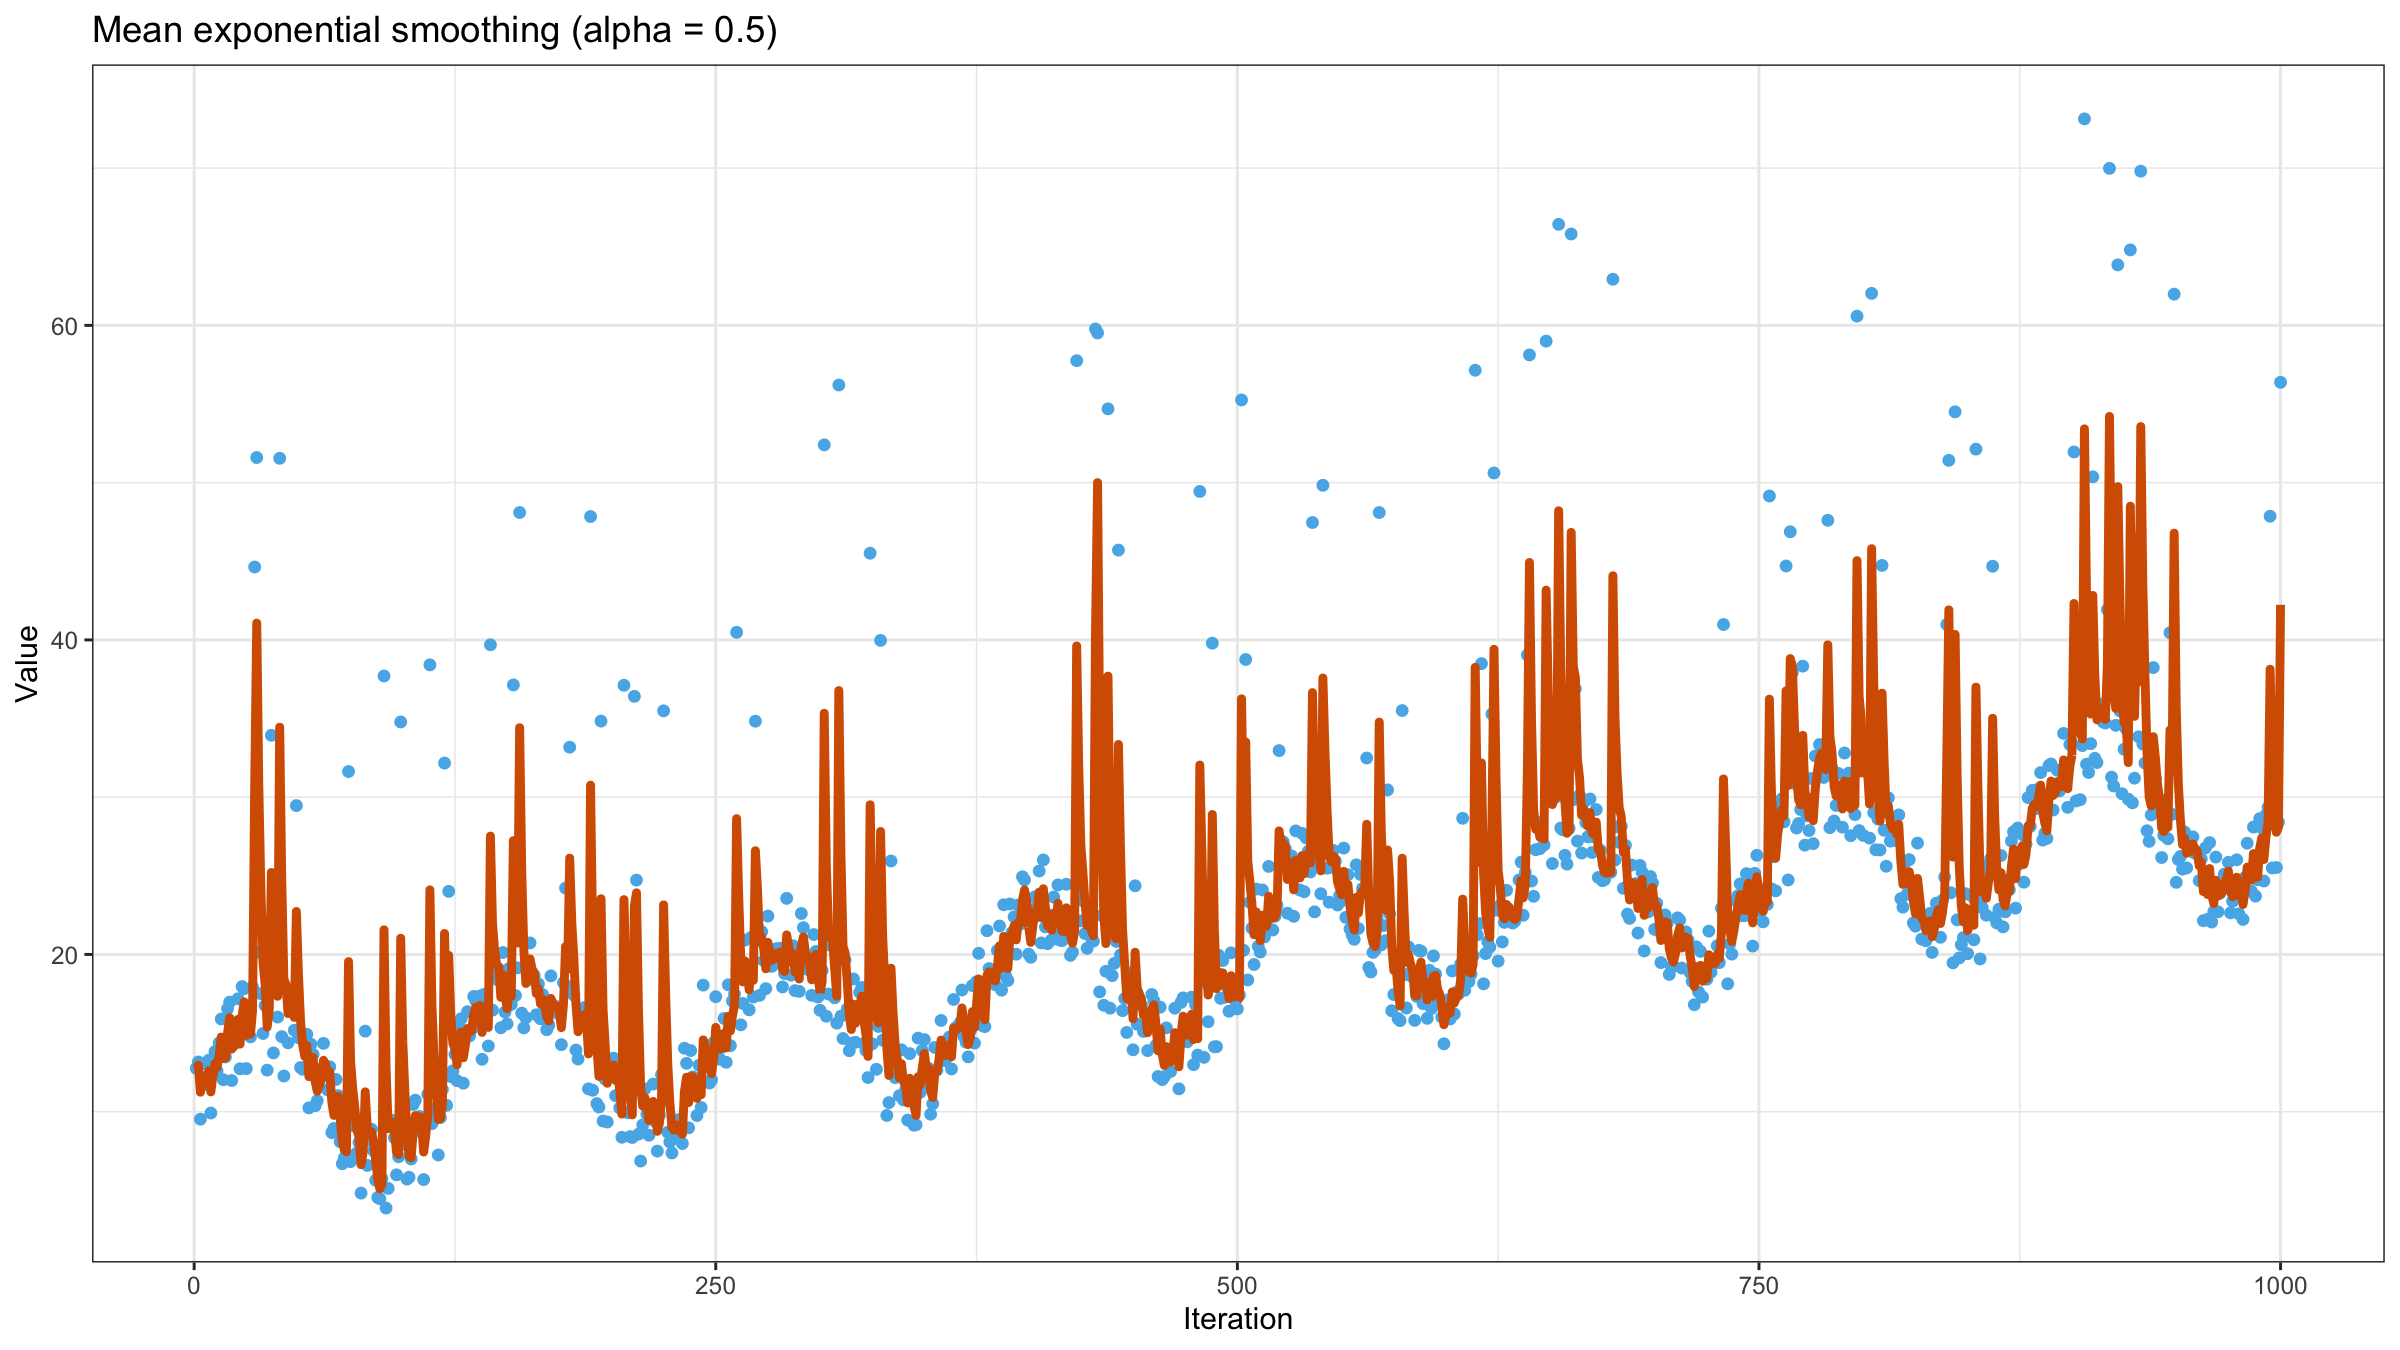 Mean exponential smoothing (alpha = 0.5)
Value
60
40
20
0 250 500 750 1000
Iteration